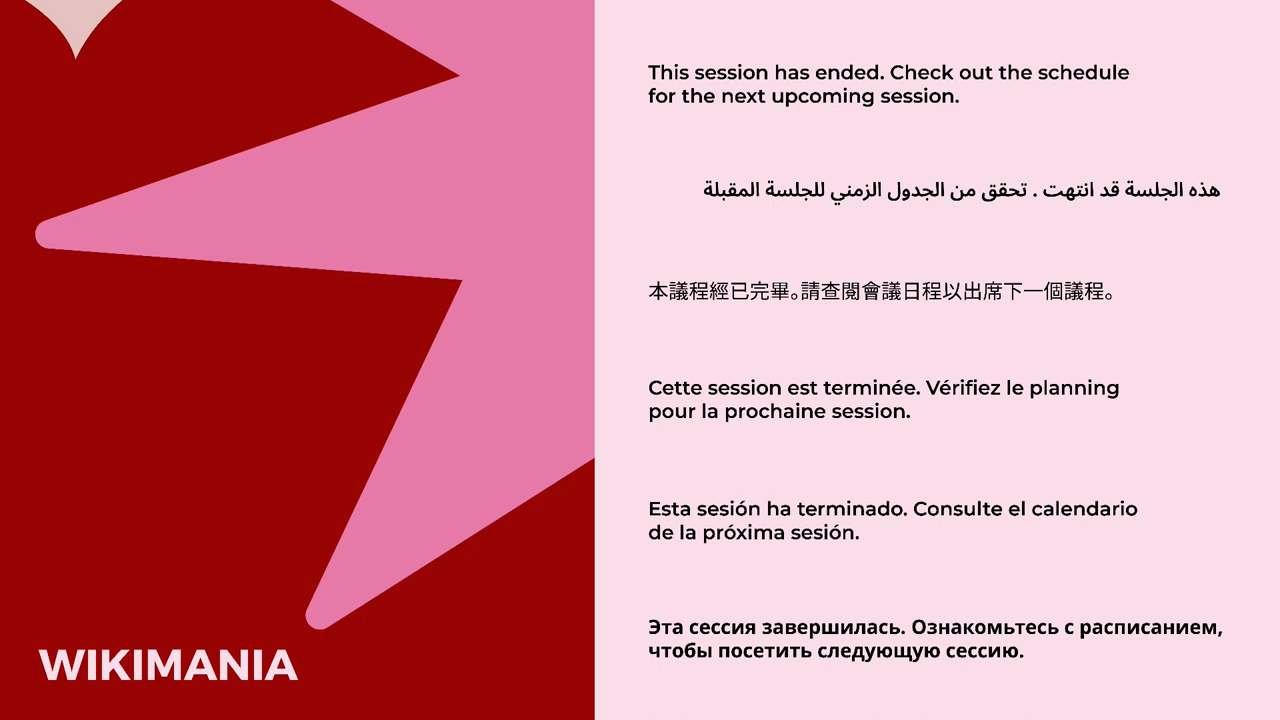 This session has ended. Check out the schedule
for the next upcoming session.
هذه الجلسة قد انتهت . تحقق من الجدول الزمني للجلسة المقبلة
本議程經已完畢。請查閱會議日程以出席下一個議程。
Cette session est terminée. Vérifiez le planning
pour la prochaine session.
Esta sesión ha terminado. Consulte el calendario
de la próxima sesión.
Эта сессия завершилась. Ознакомьтесь с расписанием,
чтобы посетить следующую сессию.
WIKIMANIA